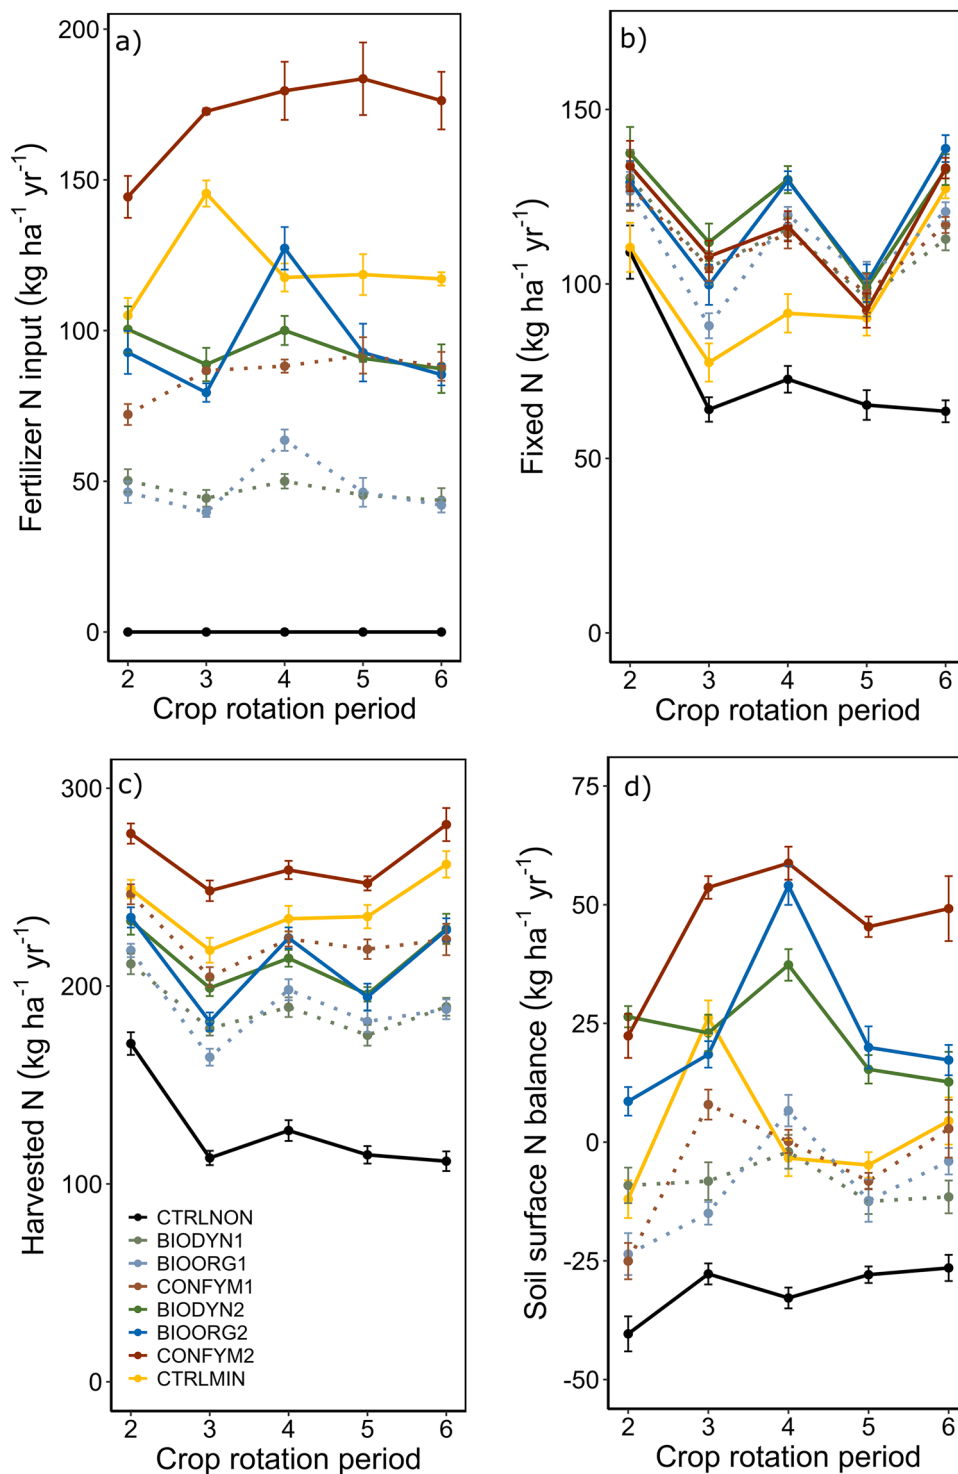 a)
Fertilizer N input (kg ha⁻¹ yr⁻¹)
200
150
100
50
0
2 3 4 5 6
Crop rotation period
b)
Fixed N (kg ha⁻¹ yr⁻¹)
150
100
50
0
2 3 4 5 6
Crop rotation period
c)
Harvested N (kg ha⁻¹ yr⁻¹)
300
200
100
0
CTRLNON
BIODYN1
BIOORG1
CONFYM1
BIODYN2
BIOORG2
CONFYM2
CTRLMIN
2 3 4 5 6
Crop rotation period
d)
Soil surface N balance (kg ha⁻¹ yr⁻¹)
75
50
25
0
-25
-50
2 3 4 5 6
Crop rotation period